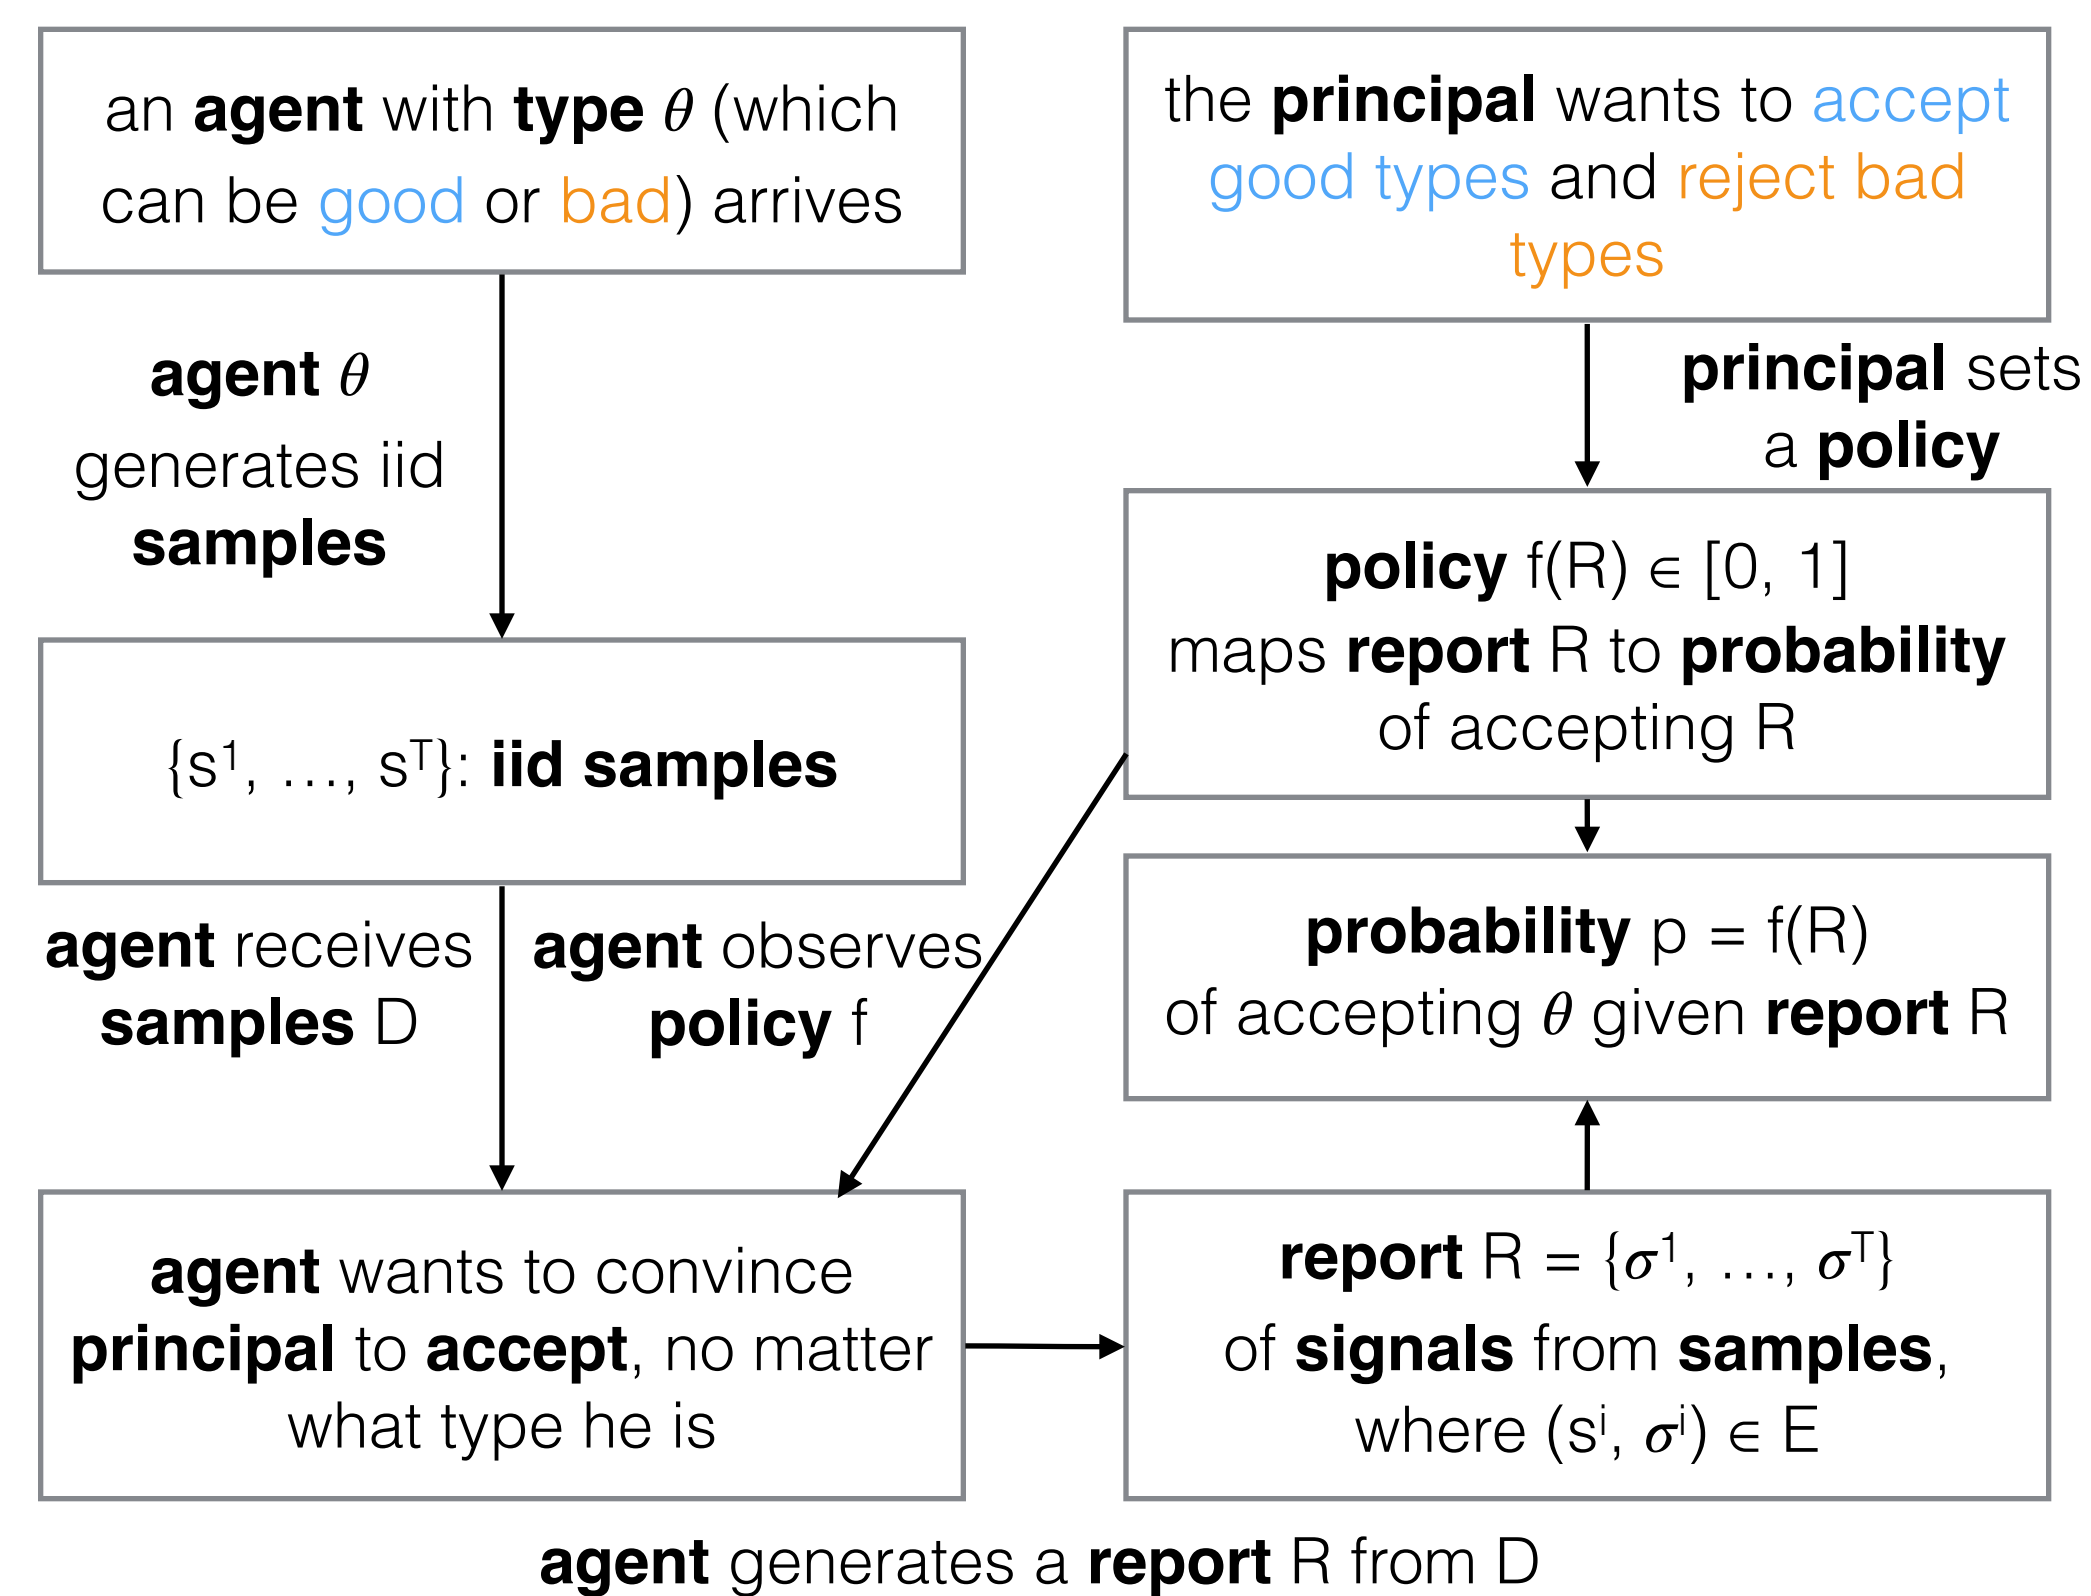 an agent with type θ (which
can be good or bad) arrives
agent θ
generates iid
samples
{s¹, …, sᵀ}: iid samples
agent receives
samples D
agent observes
policy f
agent wants to convince
principal to accept, no matter
what type he is
the principal wants to accept
good types and reject bad
types
principal sets
a policy
policy f(R) ∈ [0, 1]
maps report R to probability
of accepting R
probability p = f(R)
of accepting θ given report R
report R = {σ¹, …, σᵀ}
of signals from samples,
where (sⁱ, σⁱ) ∈ E
agent generates a report R from D